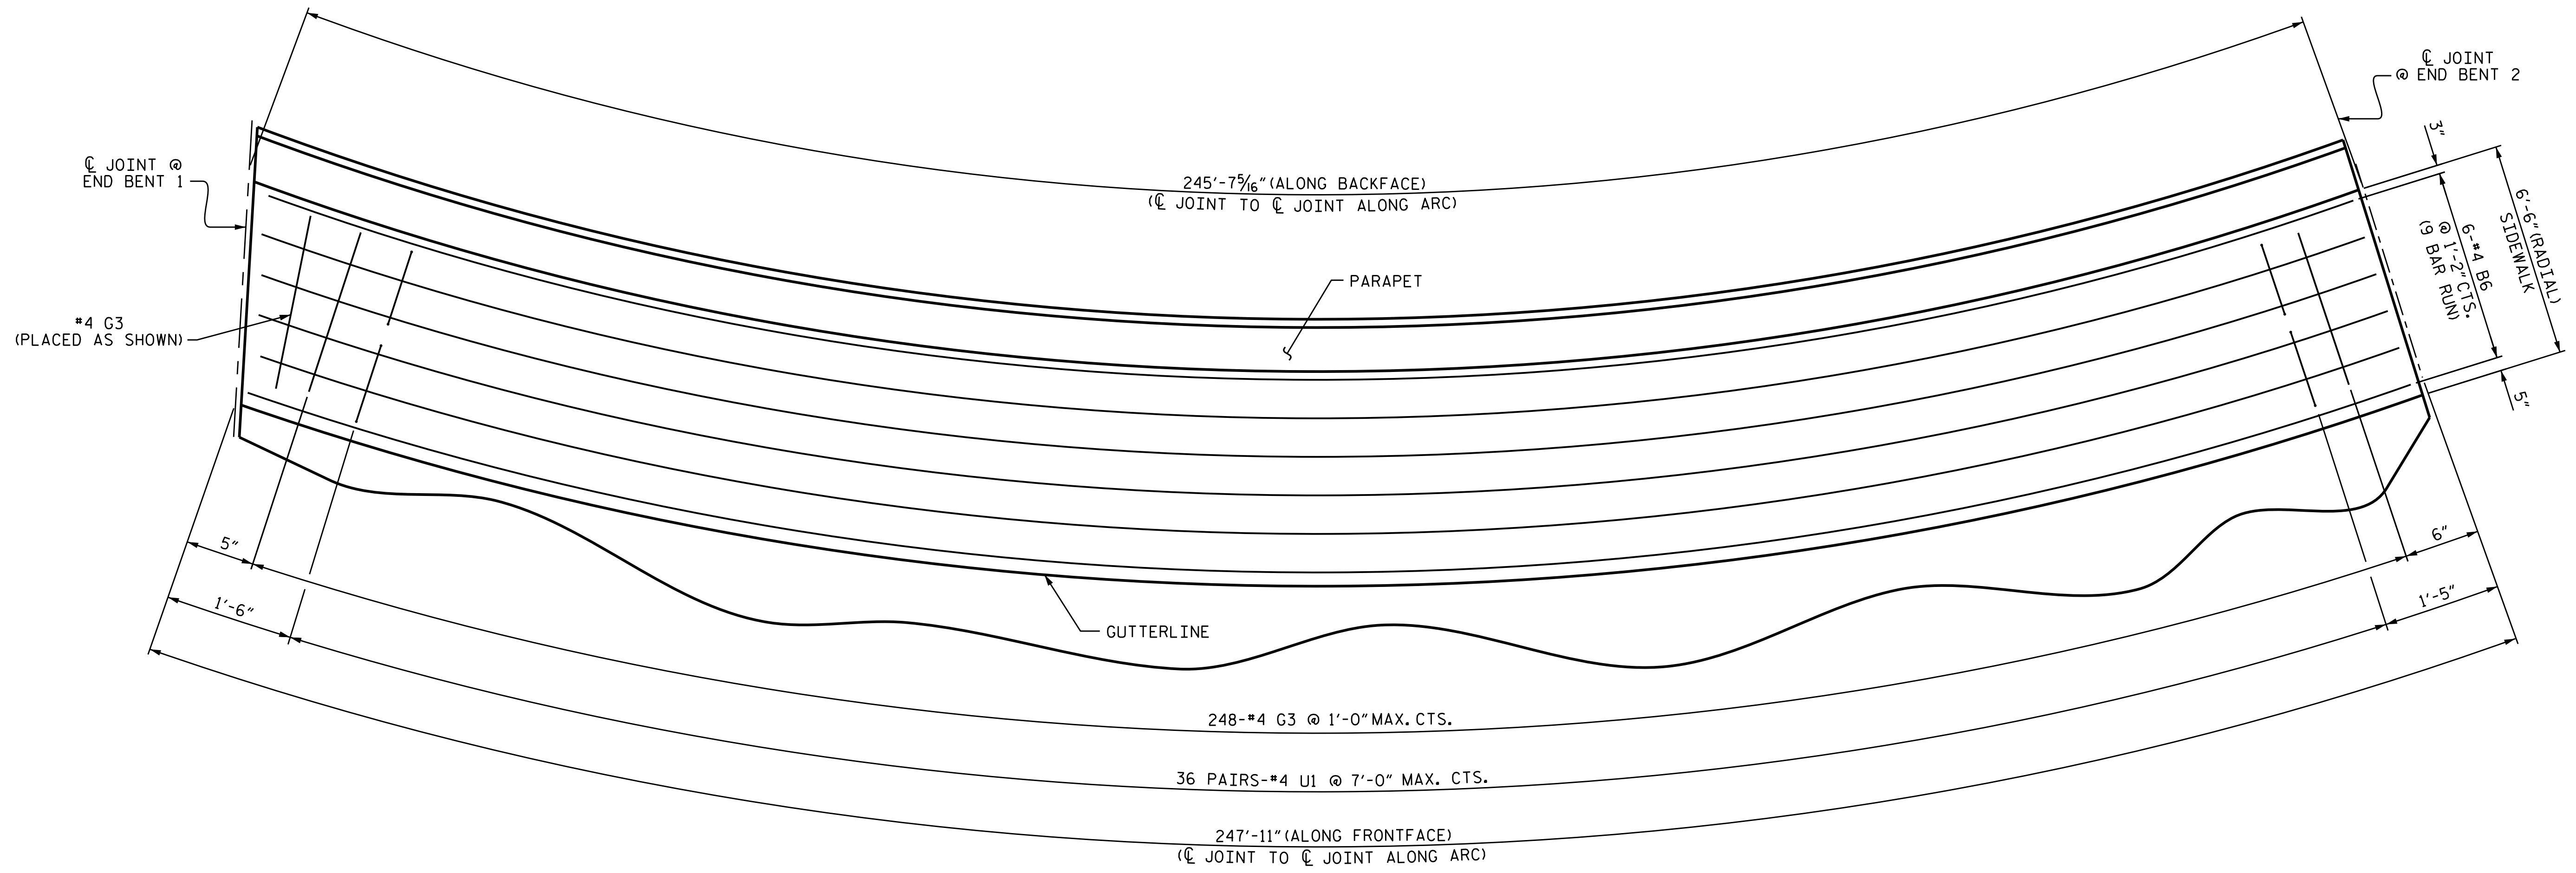 ℄ JOINT
@ END BENT 2
℄ JOINT @
END BENT 1
245'-7 5/16" (ALONG BACKFACE)
(℄ JOINT TO ℄ JOINT ALONG ARC)
3"
6'-6" (RADIAL)
SIDEWALK
6-#4 B6
@ 1'-2" CTS.
(9 BAR RUN)
5"
PARAPET
#4 G3
(PLACED AS SHOWN)
5"
6"
1'-6"
1'-5"
GUTTERLINE
248-#4 G3 @ 1'-0" MAX. CTS.
36 PAIRS-#4 U1 @ 7'-0" MAX. CTS.
247'-11" (ALONG FRONTFACE)
(℄ JOINT TO ℄ JOINT ALONG ARC)